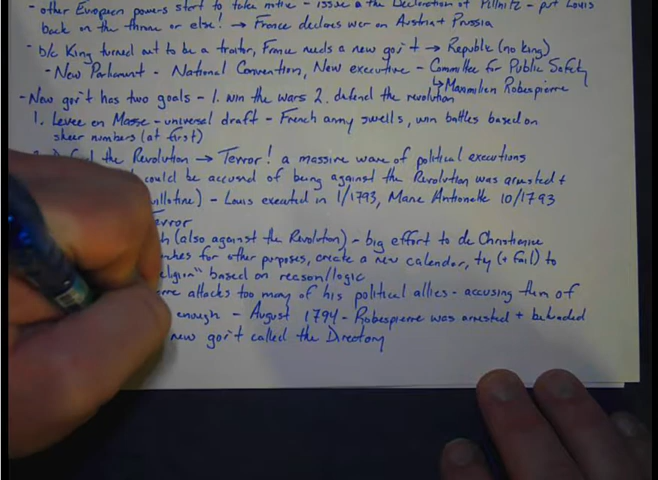 - other European powers start to take notice - issue the Declaration of Pillnitz - put Louis
back on the throne or else! → France declares war on Austria + Prussia
- b/c King turned out to be a traitor, France needs a new gov't → Republic (no king)
- New Parliament - National Convention, New executive - Committee for Public Safety
↳ Maximilien Robespierre
- New gov't has two goals - 1. win the wars 2. defend the revolution
1. Levee en Masse - universal draft - French army swells, win battles based on
sheer numbers (at first)
the Revolution → Terror! a massive wave of political executions
could be accused of being against the Revolution was arrested +
illotine) - Louis executed in 1/1793, Marie Antionette 10/1793
error
h (also against the Revolution) - big effort to de Christianize
for other purposes, create a new calendar, try (+ fail) to
" based on reason/logic
attacks too many of his political allies - accusing them of
enough - August 1794 - Robespierre was arrested + beheaded
new gov't called the Directory